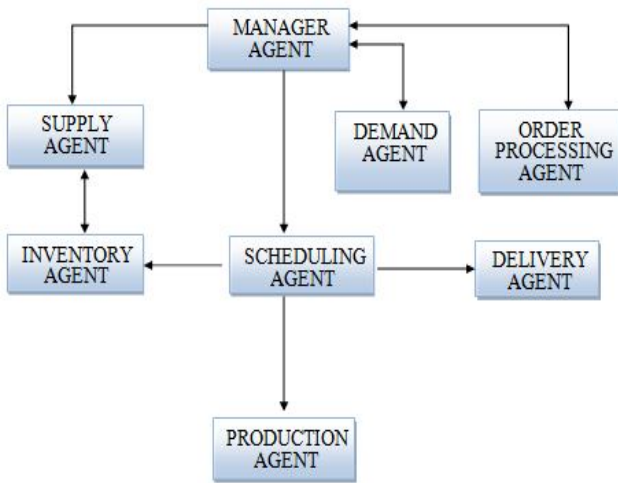 MANAGER
AGENT
SUPPLY
AGENT
DEMAND
AGENT
ORDER
PROCESSING
AGENT
INVENTORY
AGENT
SCHEDULING
AGENT
DELIVERY
AGENT
PRODUCTION
AGENT